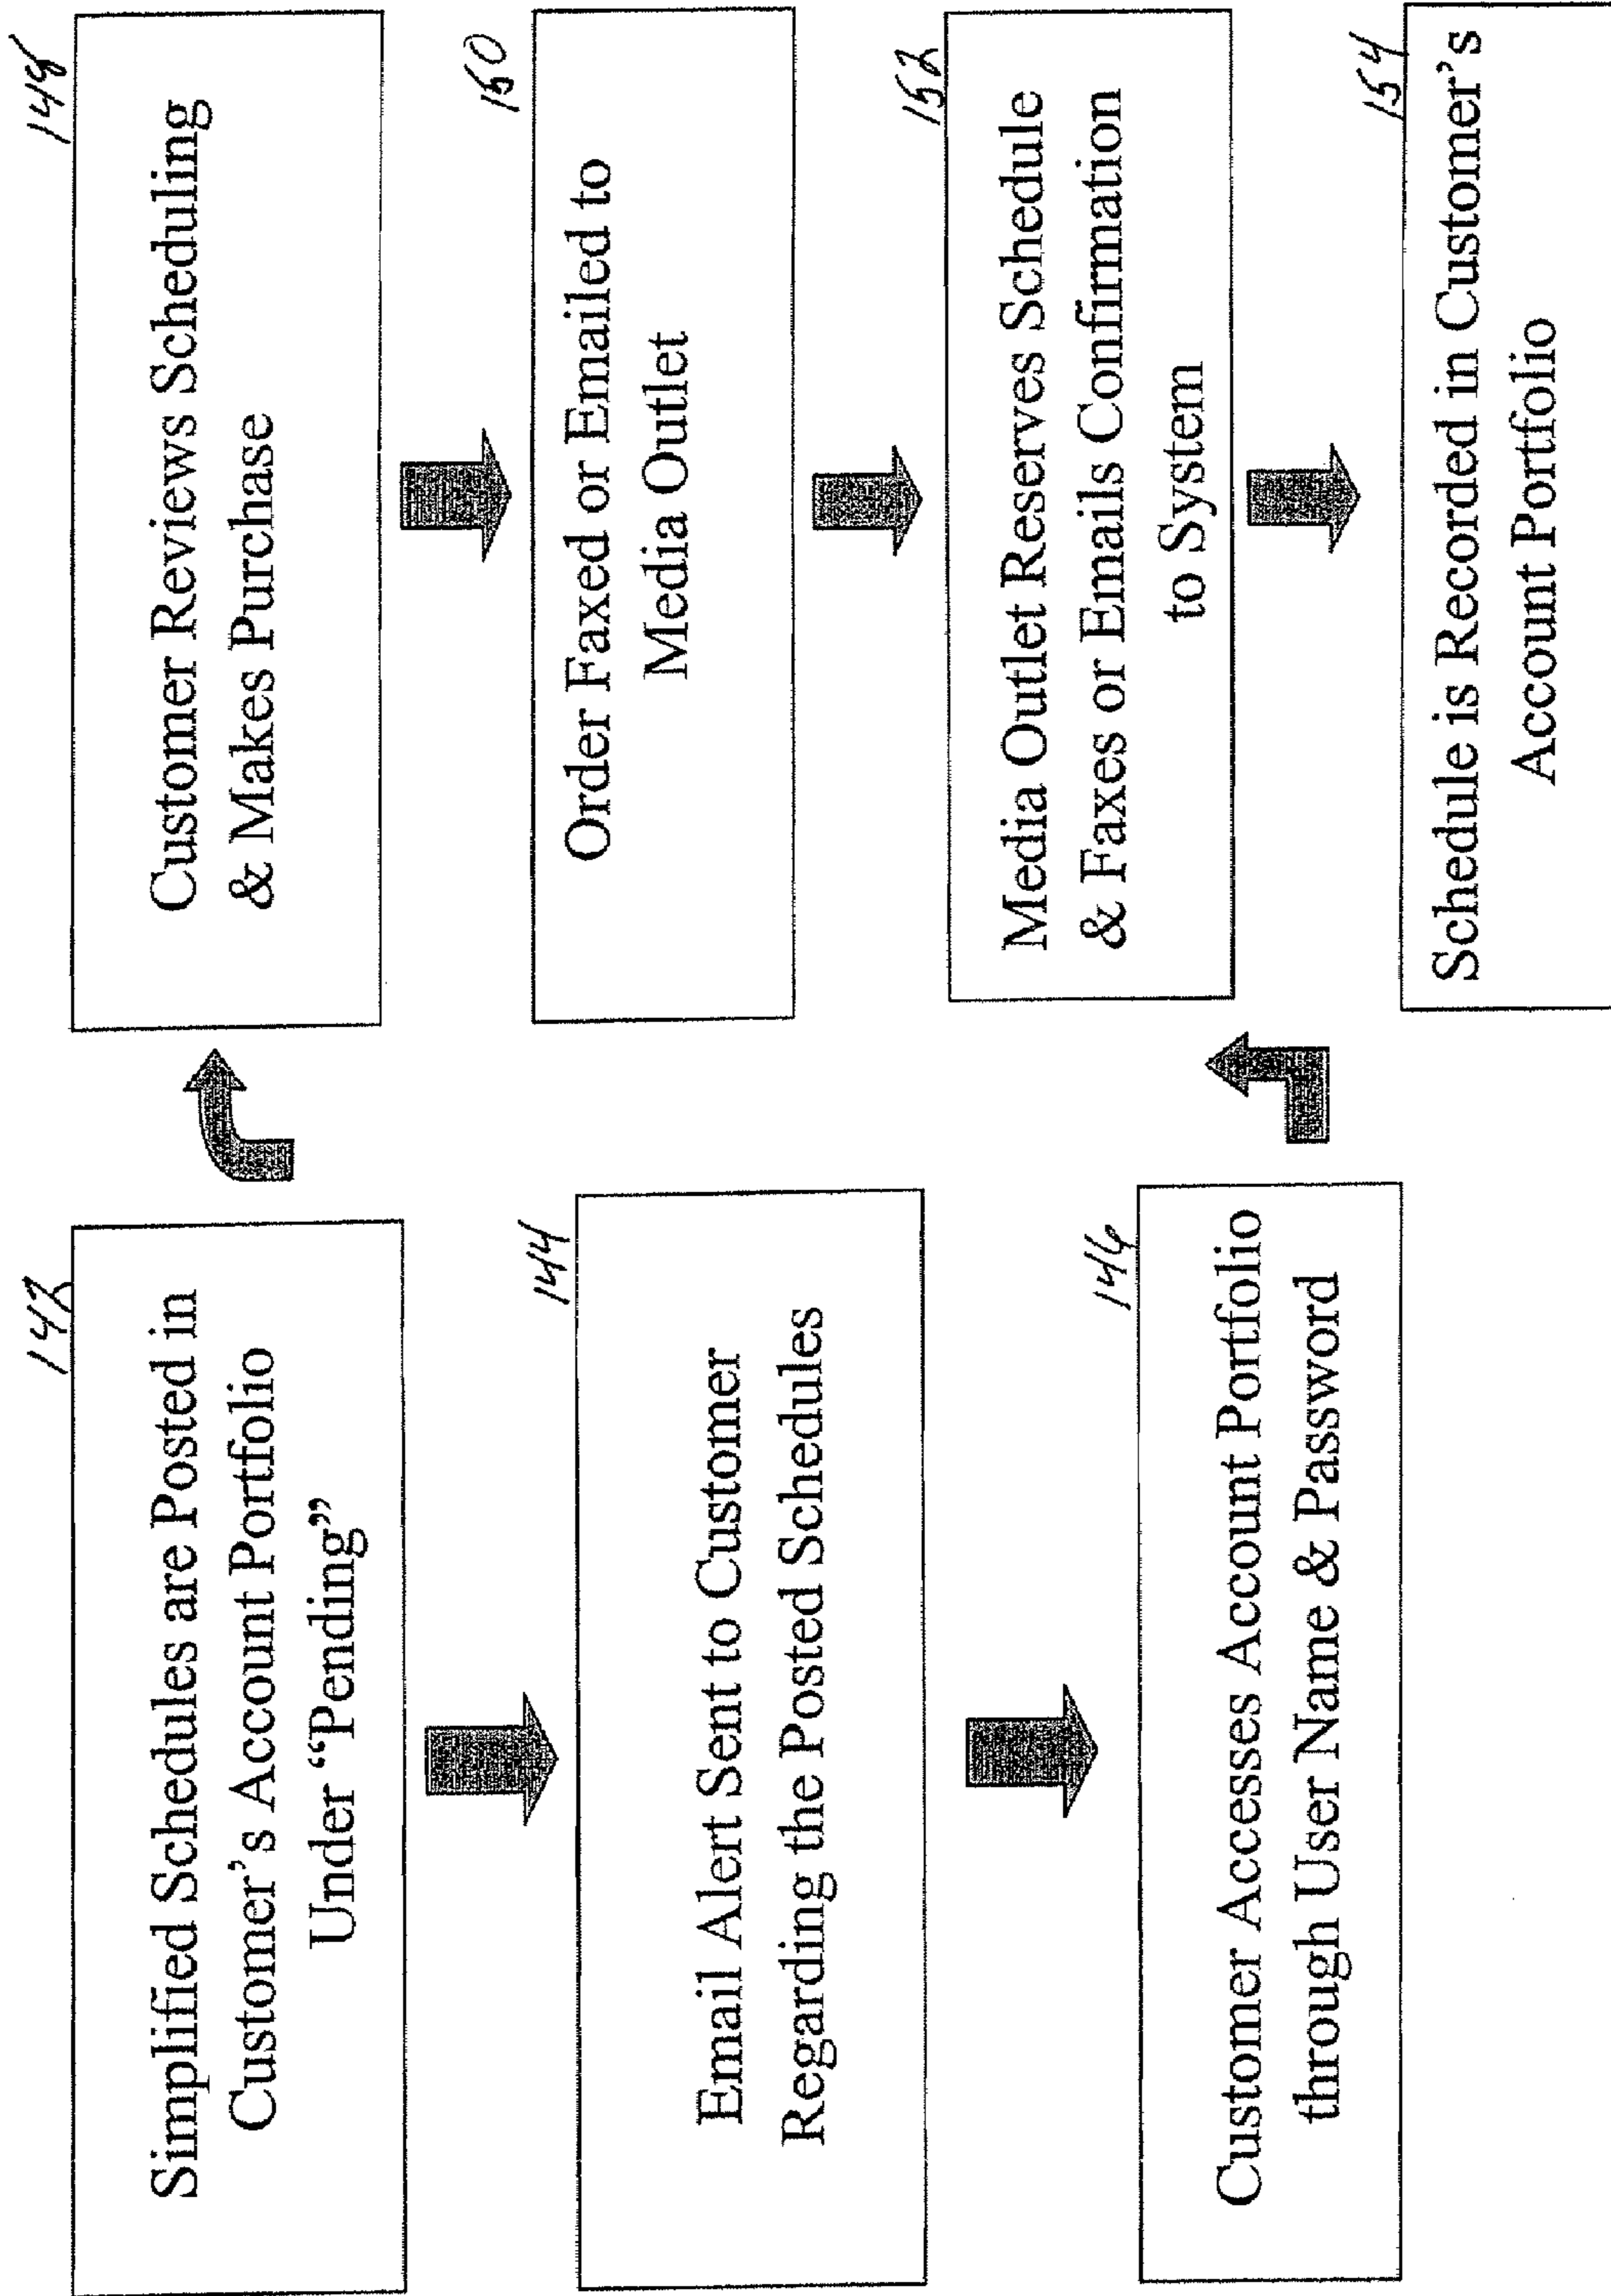 142
Simplified Schedules are Posted in
Customer's Account Portfolio
Under “Pending”
144
Email Alert Sent to Customer
Regarding the Posted Schedules
146
Customer Accesses Account Portfolio
through User Name & Password
148
Customer Reviews Scheduling
& Makes Purchase
150
Order Faxed or Emailed to
Media Outlet
152
Media Outlet Reserves Schedule
& Faxes or Emails Confirmation
to System
154
Schedule is Recorded in Customer's
Account Portfolio